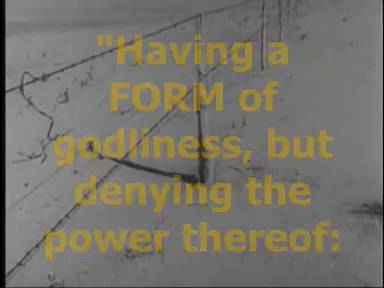 "Having a
FORM of
godliness, but
denying the
power thereof: